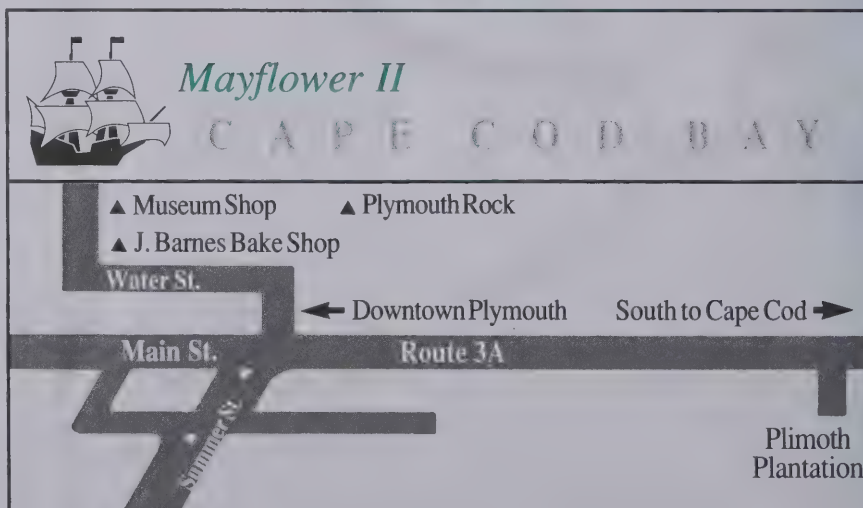 Mayflower II
CAPE COD BAY
▲ Museum Shop ▲ Plymouth Rock
▲ J. Barnes Bake Shop
Water St.
← Downtown Plymouth South to Cape Cod →
Main St. Route 3A
Summer St.
Plimoth
Plantation